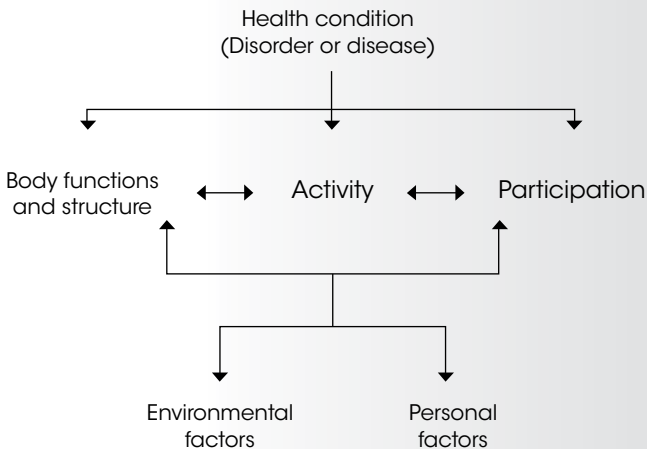 Health condition
(Disorder or disease)
Body functions
and structure
Activity
Participation
Environmental
factors
Personal
factors